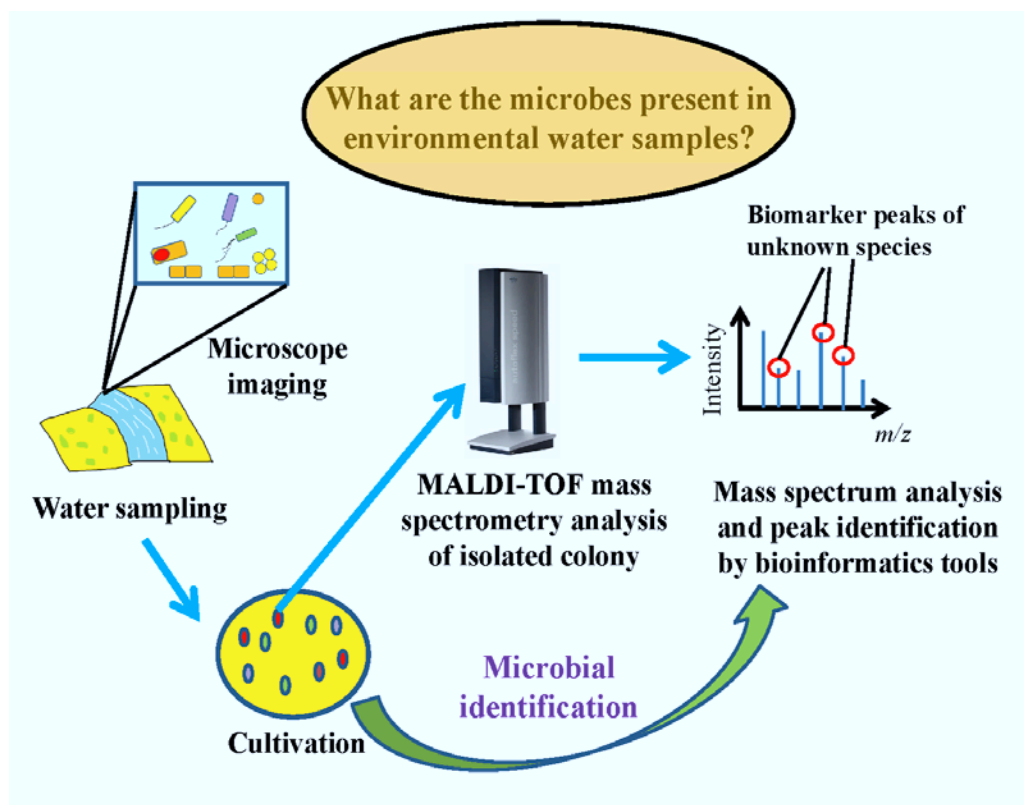 What are the microbes present in
environmental water samples?
Biomarker peaks of
unknown species
Microscope
imaging
Intensity
m/z
Water sampling
MALDI-TOF mass
spectrometry analysis
of isolated colony
Mass spectrum analysis
and peak identification
by bioinformatics tools
Microbial
identification
Cultivation